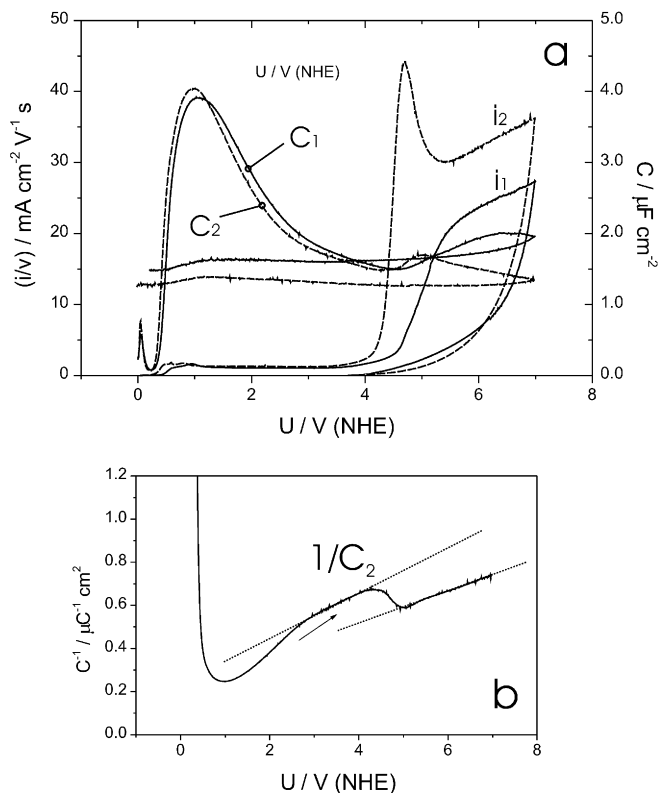 a
50
40
30
20
10
0
(i/v) / mA cm⁻² V⁻¹ s
5.0
4.0
3.0
2.0
1.0
0.0
C / μF cm⁻²
U / V (NHE)
C₁
C₂
i₂
i₁
0 2 4 6 8
U / V (NHE)
1.2
1.0
0.8
0.6
0.4
0.2
0.0
C⁻¹ / μC⁻¹ cm²
1/C₂
b
0 2 4 6 8
U / V (NHE)